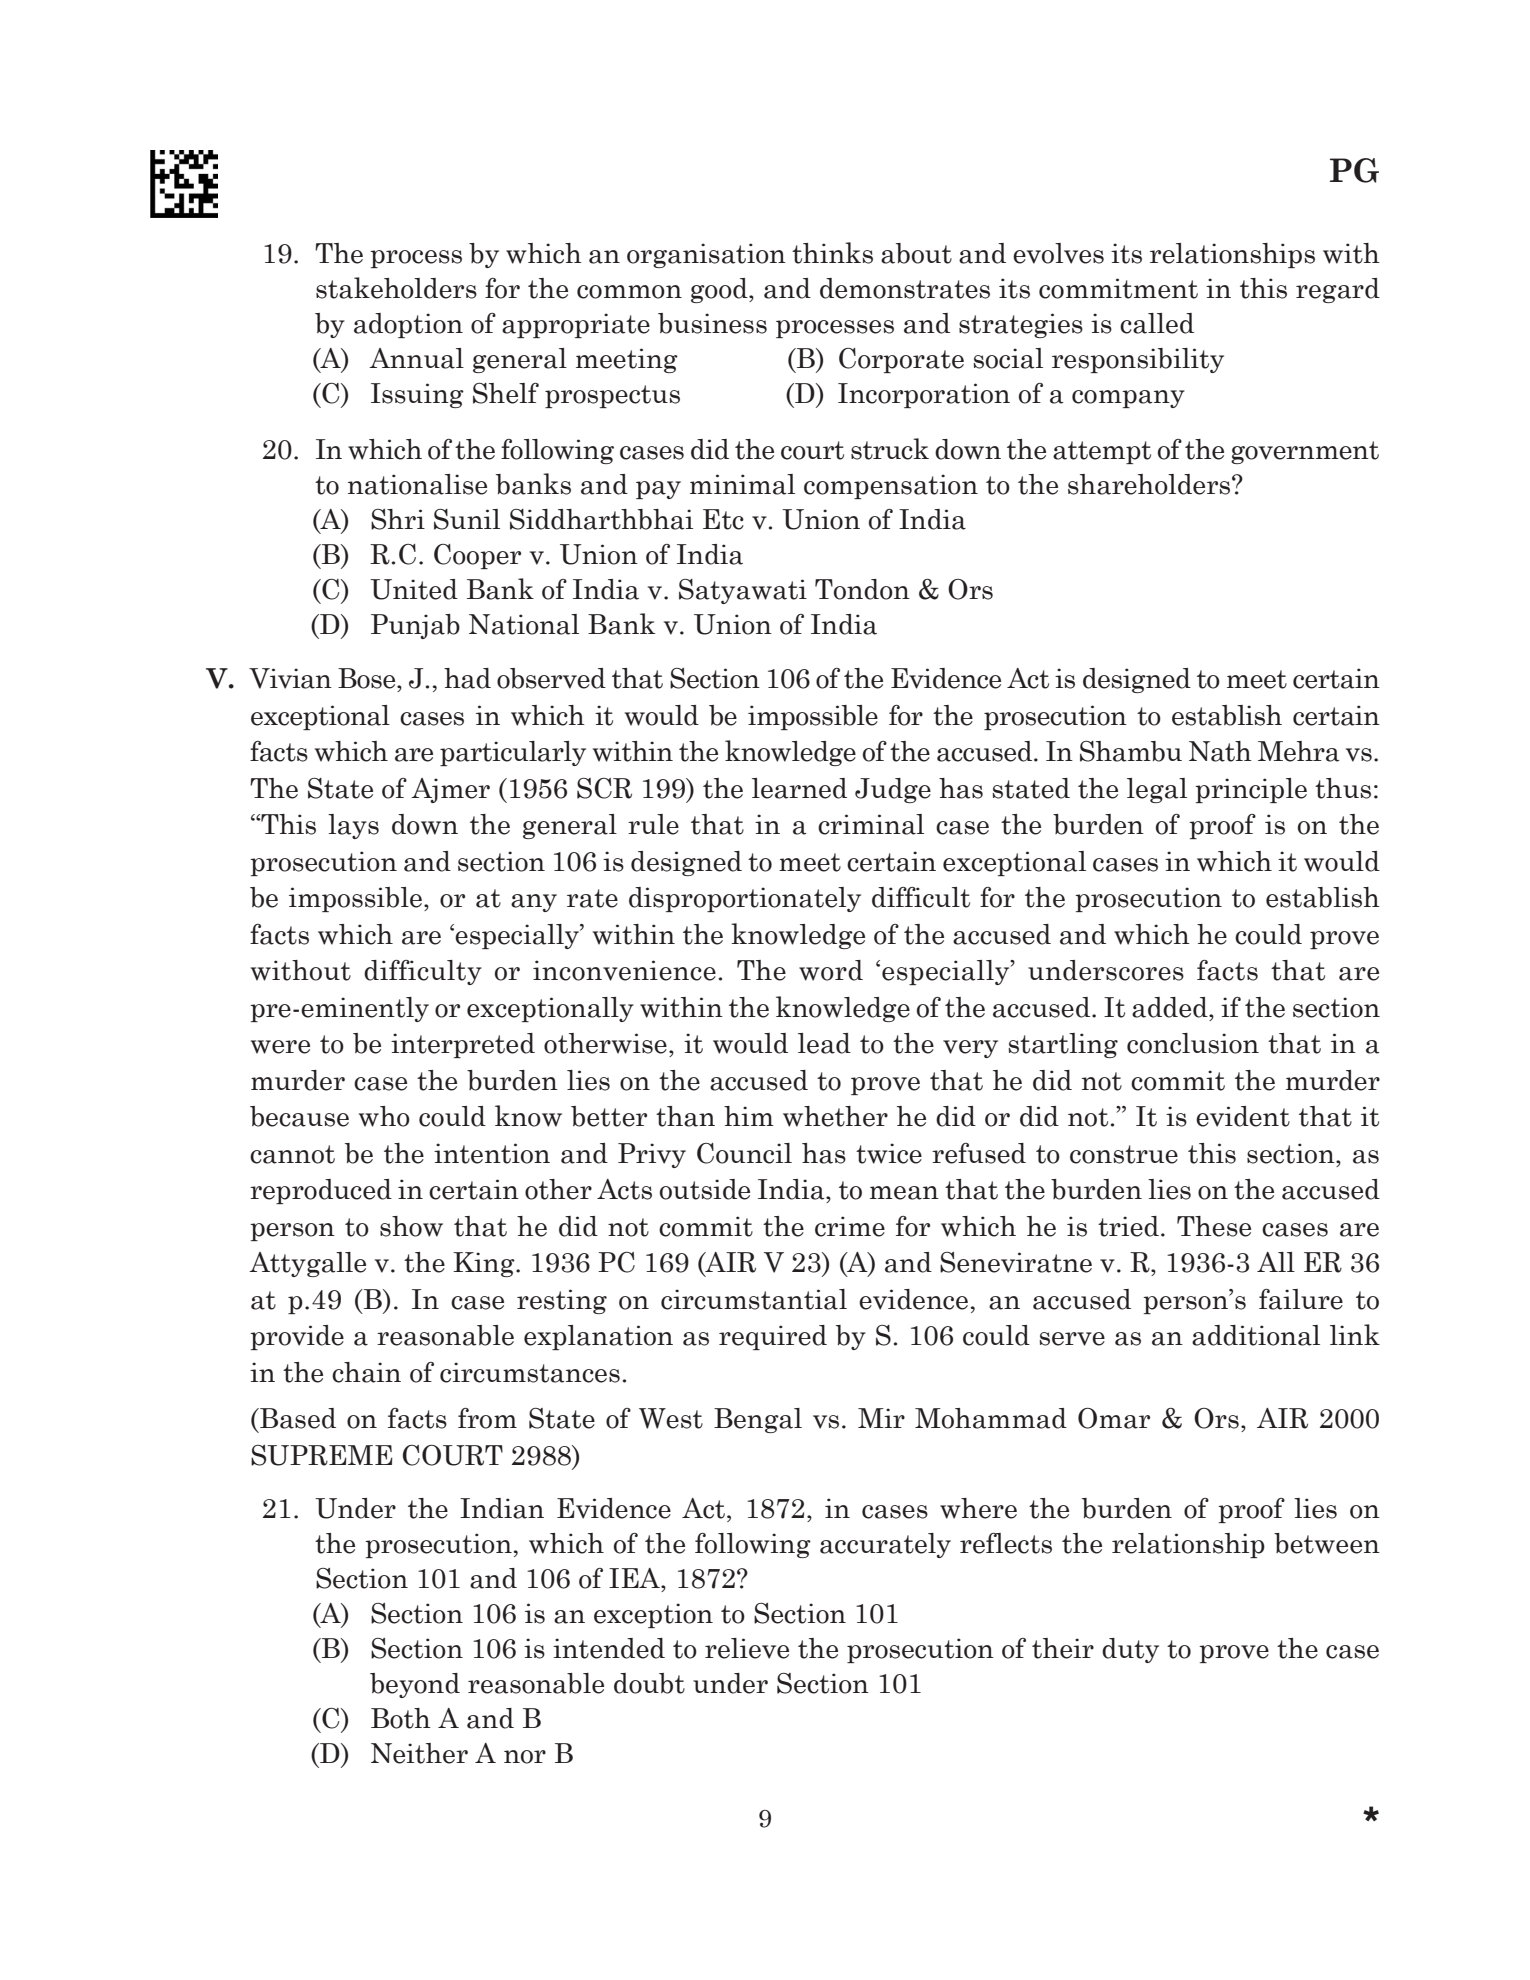 PG
19. The process by which an organisation thinks about and evolves its relationships with
stakeholders for the common good, and demonstrates its commitment in this regard
by adoption of appropriate business processes and strategies is called
(A) Annual general meeting (B) Corporate social responsibility
(C) Issuing Shelf prospectus (D) Incorporation of a company
20. In which of the following cases did the court struck down the attempt of the government
to nationalise banks and pay minimal compensation to the shareholders?
(A) Shri Sunil Siddharthbhai Etc v. Union of India
(B) R.C. Cooper v. Union of India
(C) United Bank of India v. Satyawati Tondon & Ors
(D) Punjab National Bank v. Union of India
V. Vivian Bose, J., had observed that Section 106 of the Evidence Act is designed to meet certain
exceptional cases in which it would be impossible for the prosecution to establish certain
facts which are particularly within the knowledge of the accused. In Shambu Nath Mehra vs.
The State of Ajmer (1956 SCR 199) the learned Judge has stated the legal principle thus:
“This lays down the general rule that in a criminal case the burden of proof is on the
prosecution and section 106 is designed to meet certain exceptional cases in which it would
be impossible, or at any rate disproportionately difficult for the prosecution to establish
facts which are ‘especially’ within the knowledge of the accused and which he could prove
without difficulty or inconvenience. The word ‘especially’ underscores facts that are
pre-eminently or exceptionally within the knowledge of the accused. It added, if the section
were to be interpreted otherwise, it would lead to the very startling conclusion that in a
murder case the burden lies on the accused to prove that he did not commit the murder
because who could know better than him whether he did or did not.” It is evident that it
cannot be the intention and Privy Council has twice refused to construe this section, as
reproduced in certain other Acts outside India, to mean that the burden lies on the accused
person to show that he did not commit the crime for which he is tried. These cases are
Attygalle v. the King. 1936 PC 169 (AIR V 23) (A) and Seneviratne v. R, 1936-3 All ER 36
at p.49 (B). In case resting on circumstantial evidence, an accused person’s failure to
provide a reasonable explanation as required by S. 106 could serve as an additional link
in the chain of circumstances.
(Based on facts from State of West Bengal vs. Mir Mohammad Omar & Ors, AIR 2000
SUPREME COURT 2988)
21. Under the Indian Evidence Act, 1872, in cases where the burden of proof lies on
the prosecution, which of the following accurately reflects the relationship between
Section 101 and 106 of IEA, 1872?
(A) Section 106 is an exception to Section 101
(B) Section 106 is intended to relieve the prosecution of their duty to prove the case
beyond reasonable doubt under Section 101
(C) Both A and B
(D) Neither A nor B
9 *